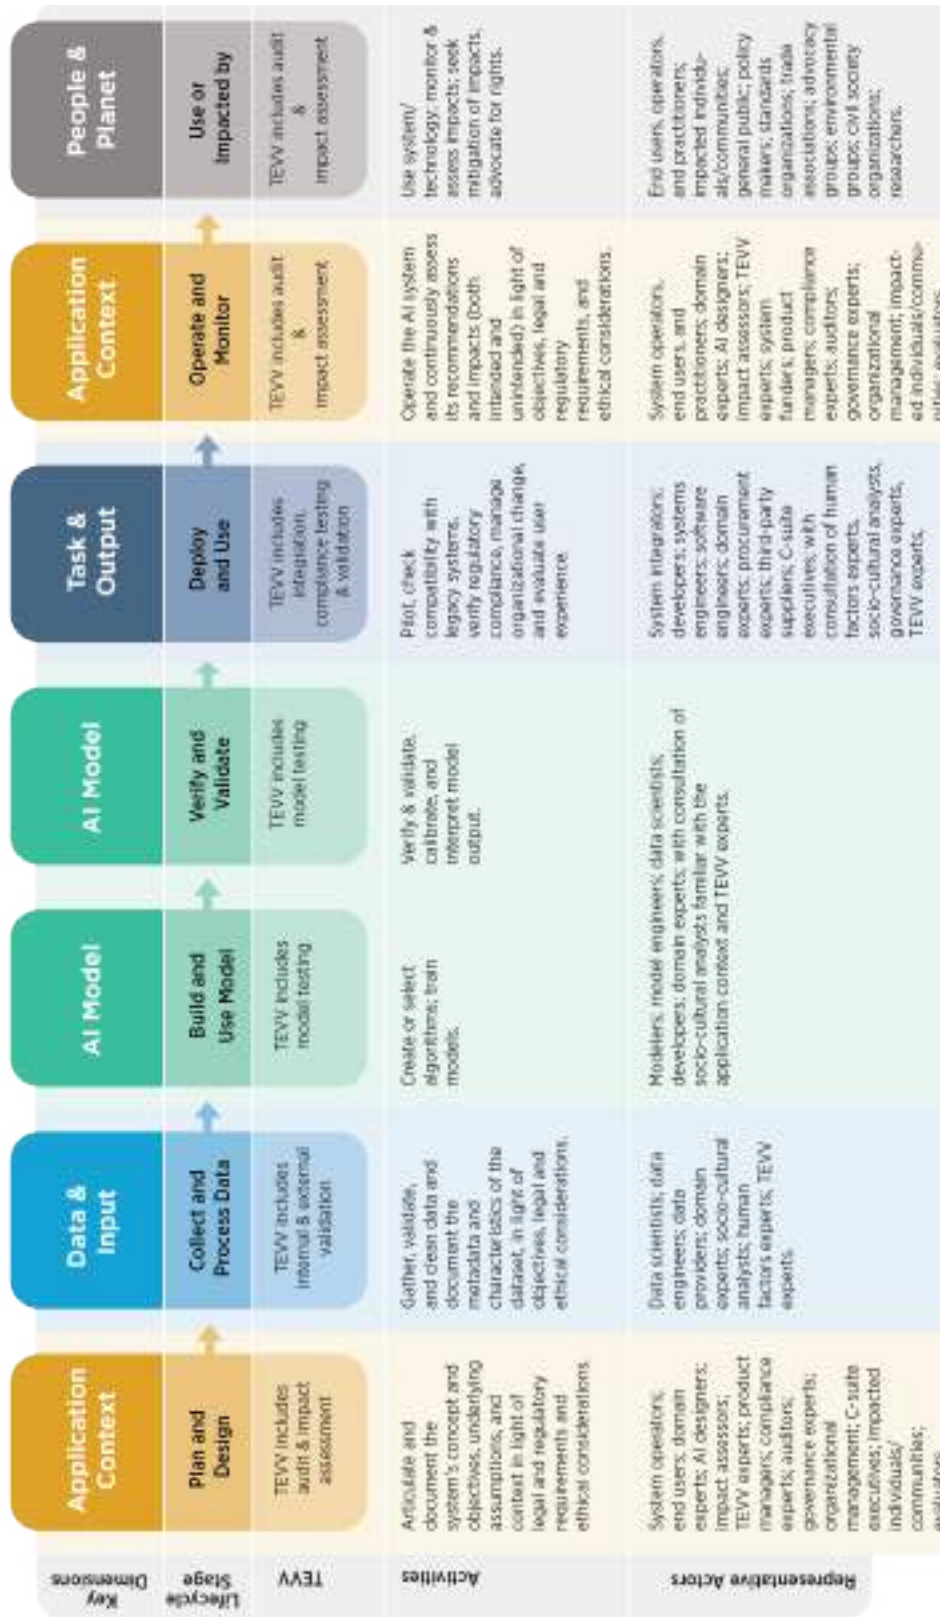 Key
Dimensions
Application
Context
Data &
Input
AI Model
AI Model
Task &
Output
Application
Context
People &
Planet
Lifecycle
Stage
Plan and
Design
Collect and
Process Data
Build and
Use Model
Verify and
Validate
Deploy
and Use
Operate and
Monitor
Use or
Impacted by
TEVV
TEVV includes
audit & impact
assessment
TEVV includes
internal & external
validation
TEVV includes
model testing
TEVV includes
model testing
TEVV includes
integration,
compliance testing
& validation
TEVV includes audit
&
impact assessment
TEVV includes audit
&
impact assessment
Activities
Articulate and
document the
system's concept and
objectives, underlying
assumptions, and
context in light of
legal and regulatory
requirements and
ethical considerations.
Gather, validate,
and clean data and
document the
metadata and
characteristics of the
dataset, in light of
objectives, legal and
ethical considerations.
Create or select
algorithms; train
models.
Verify & validate,
calibrate, and
interpret model
output.
Pilot, check
compatibility with
legacy systems,
verify regulatory
compliance, manage
organizational change,
and evaluate user
experience.
Operate the AI system
and continuously assess
its recommendations
and impacts (both
intended and
unintended) in light of
objectives, legal and
regulatory
requirements, and
ethical considerations.
Use system/
technology; monitor &
assess impacts; seek
mitigation of impacts,
advocate for rights.
Representative Actors
System operators;
end users; domain
experts; AI designers;
impact assessors;
TEVV experts; product
managers; compliance
experts; auditors;
governance experts;
organizational
management; C-suite
executives; impacted
individuals/
communities;
evaluators.
Data scientists; data
engineers; data
providers; domain
experts; socio-cultural
analysts; human
factors experts; TEVV
experts.
Modelers; model engineers; data scientists;
developers; domain experts; with consultation of
socio-cultural analysts familiar with the
application context and TEVV experts.
System integrators;
developers; systems
engineers; software
engineers; domain
experts; procurement
experts; third-party
suppliers; C-suite
executives; with
consultation of human
factors experts,
socio-cultural analysts,
governance experts,
TEVV experts,
System operators,
end users, and
practitioners; domain
experts; AI designers;
impact assessors; TEVV
experts; system
funders; product
managers; compliance
experts; auditors;
governance experts;
organizational
management; impact-
ed individuals/commu-
nities; evaluators.
End users, operators,
and practitioners;
impacted individu-
als/communities;
general public; policy
makers; standards
organizations; trade
associations; advocacy
groups; environmental
groups; civil society
organizations;
researchers.